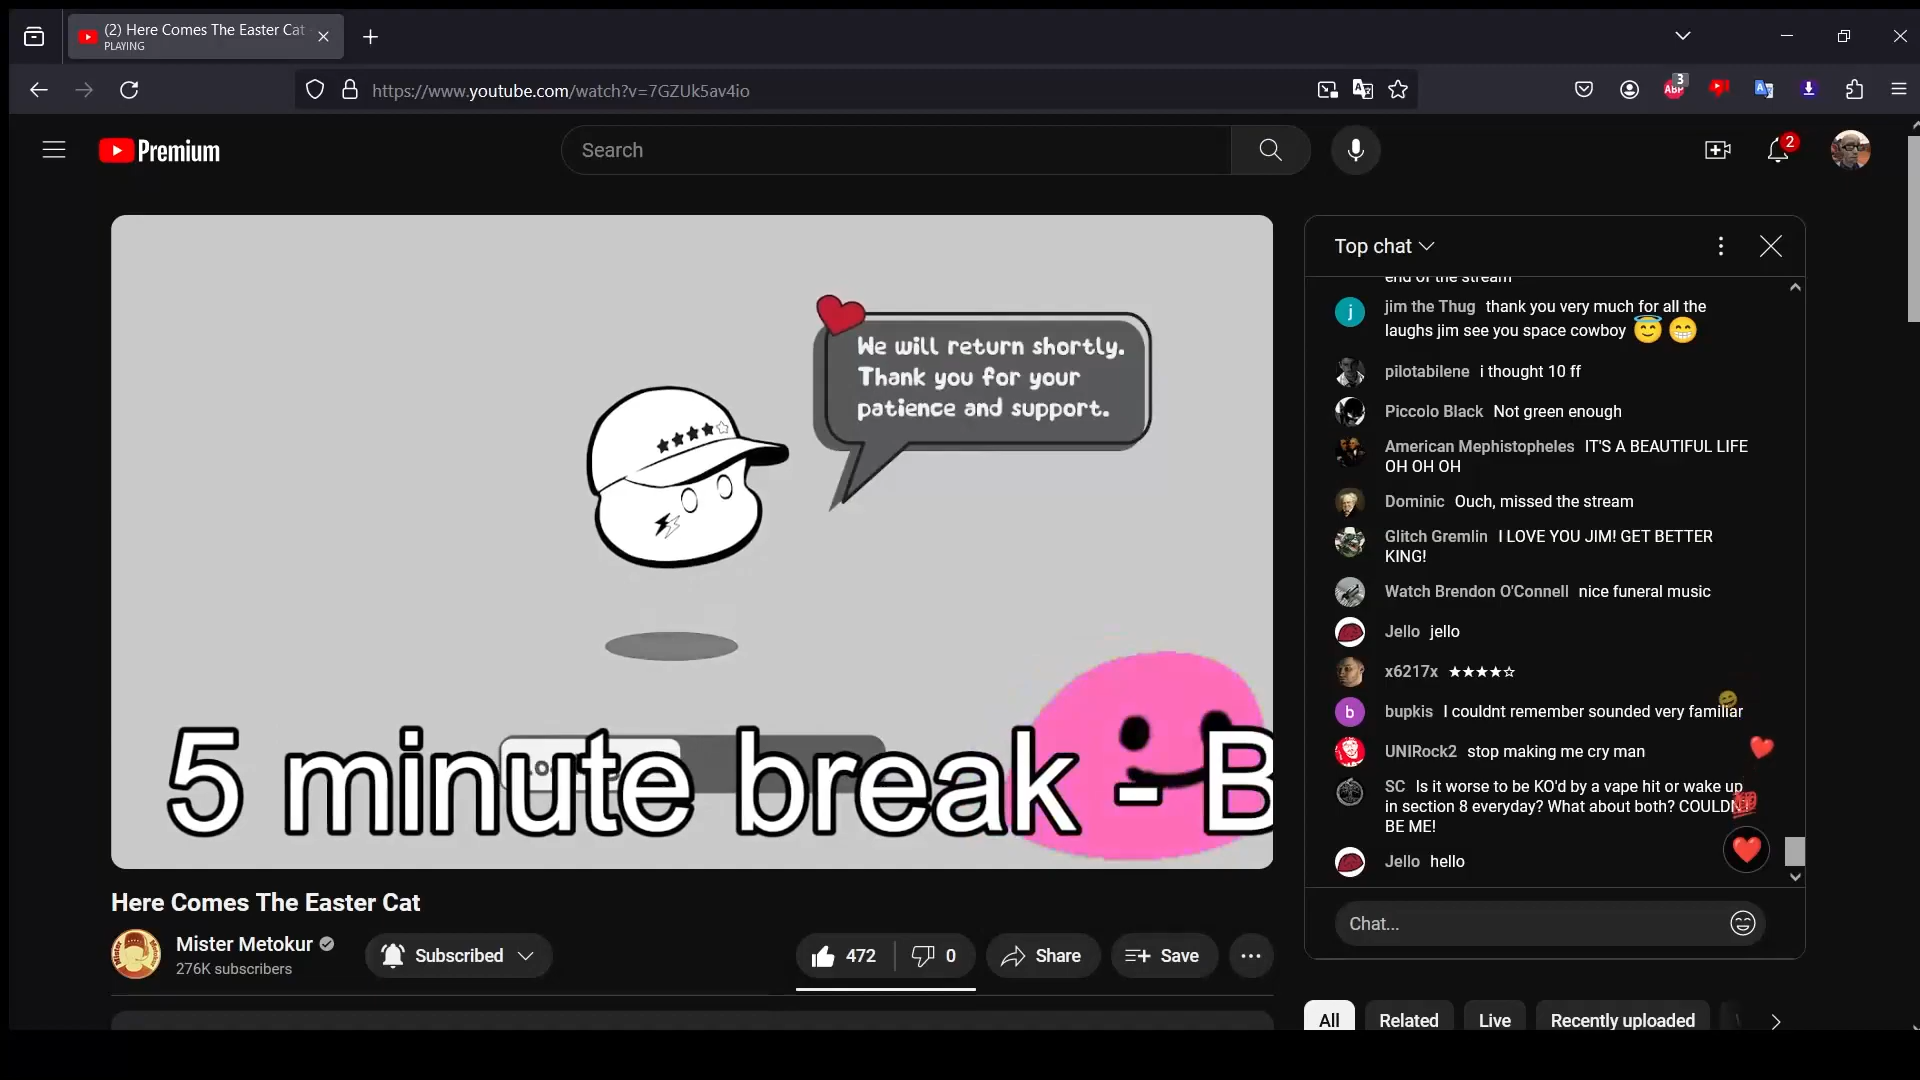 (2) Here Comes The Easter Cat
PLAYING
https://www.youtube.com/watch?v=7GZUk5av4io
3
ABP
Premium
Search
2
We will return shortly.
Thank you for your
patience and support.
5 minute break - B
Here Comes The Easter Cat
Mister Metokur
276K subscribers
Subscribed
472
0
Share
Save
Top chat
end of the stream
jim the Thug thank you very much for all the
laughs jim see you space cowboy 😇 😁
pilotabilene i thought 10 ff
Piccolo Black Not green enough
American Mephistopheles IT'S A BEAUTIFUL LIFE
OH OH OH
Dominic Ouch, missed the stream
Glitch Gremlin I LOVE YOU JIM! GET BETTER
KING!
Watch Brendon O'Connell nice funeral music
Jello jello
x6217x ★★★★☆
b
bupkis I couldnt remember sounded very familiar
UNIRock2 stop making me cry man
SC Is it worse to be KO'd by a vape hit or wake up
in section 8 everyday? What about both? COULDN'T
BE ME!
Jello hello
Chat...
All
Related
Live
Recently uploaded